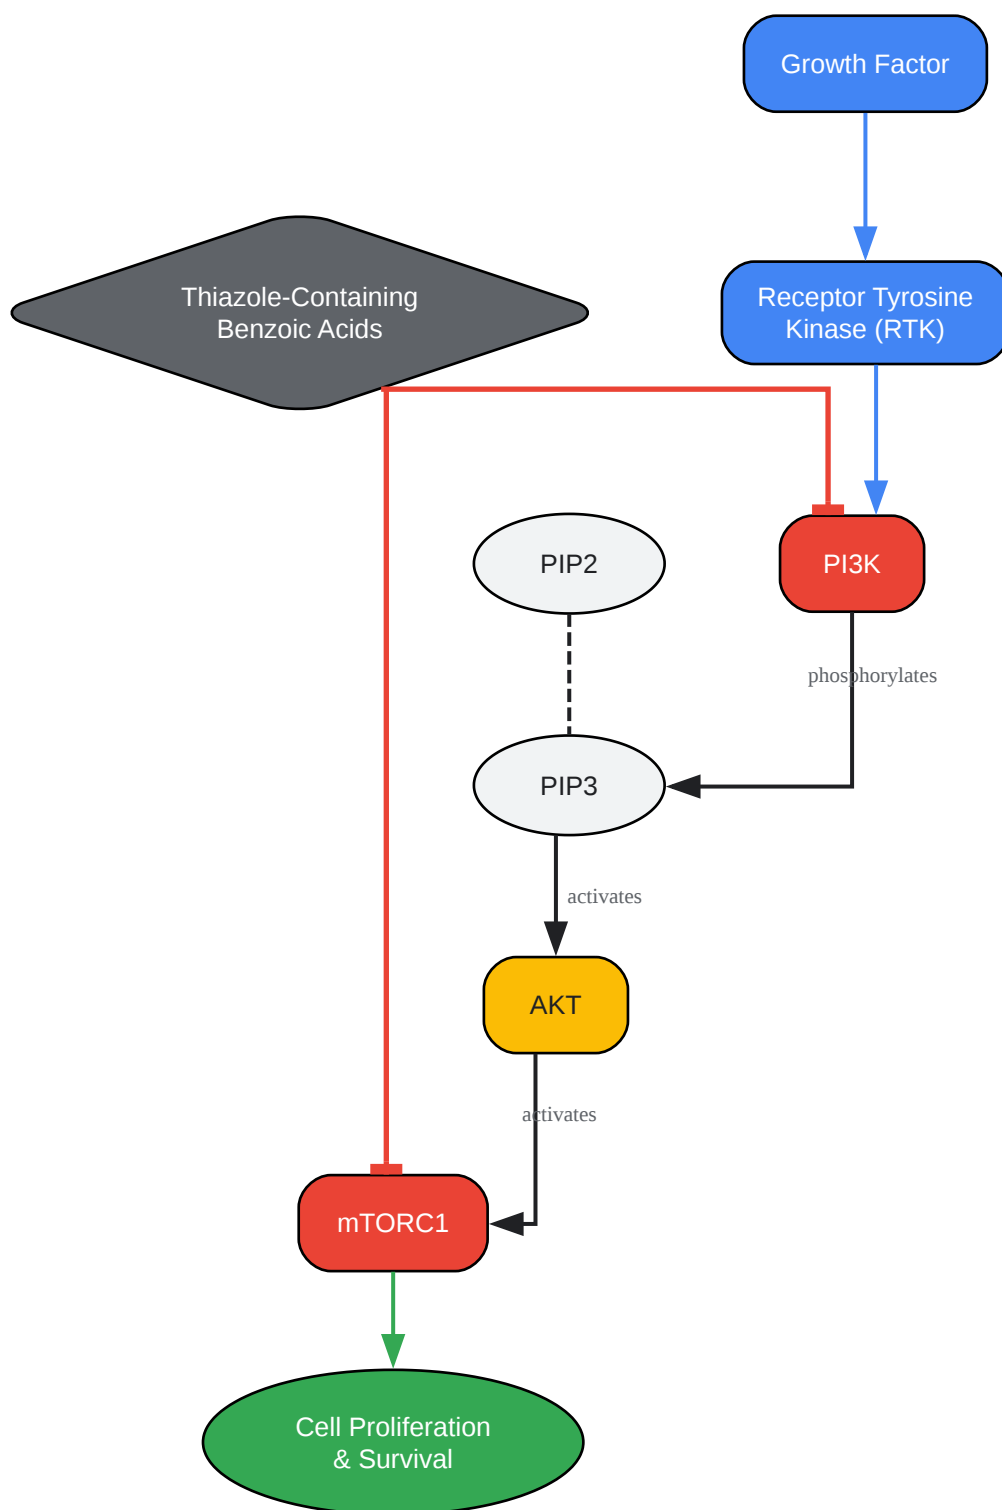 Growth Factor
Thiazole-Containing
Benzoic Acids
Receptor Tyrosine
Kinase (RTK)
PIP2
PI3K
phosphorylates
PIP3
activates
AKT
activates
mTORC1
Cell Proliferation
& Survival